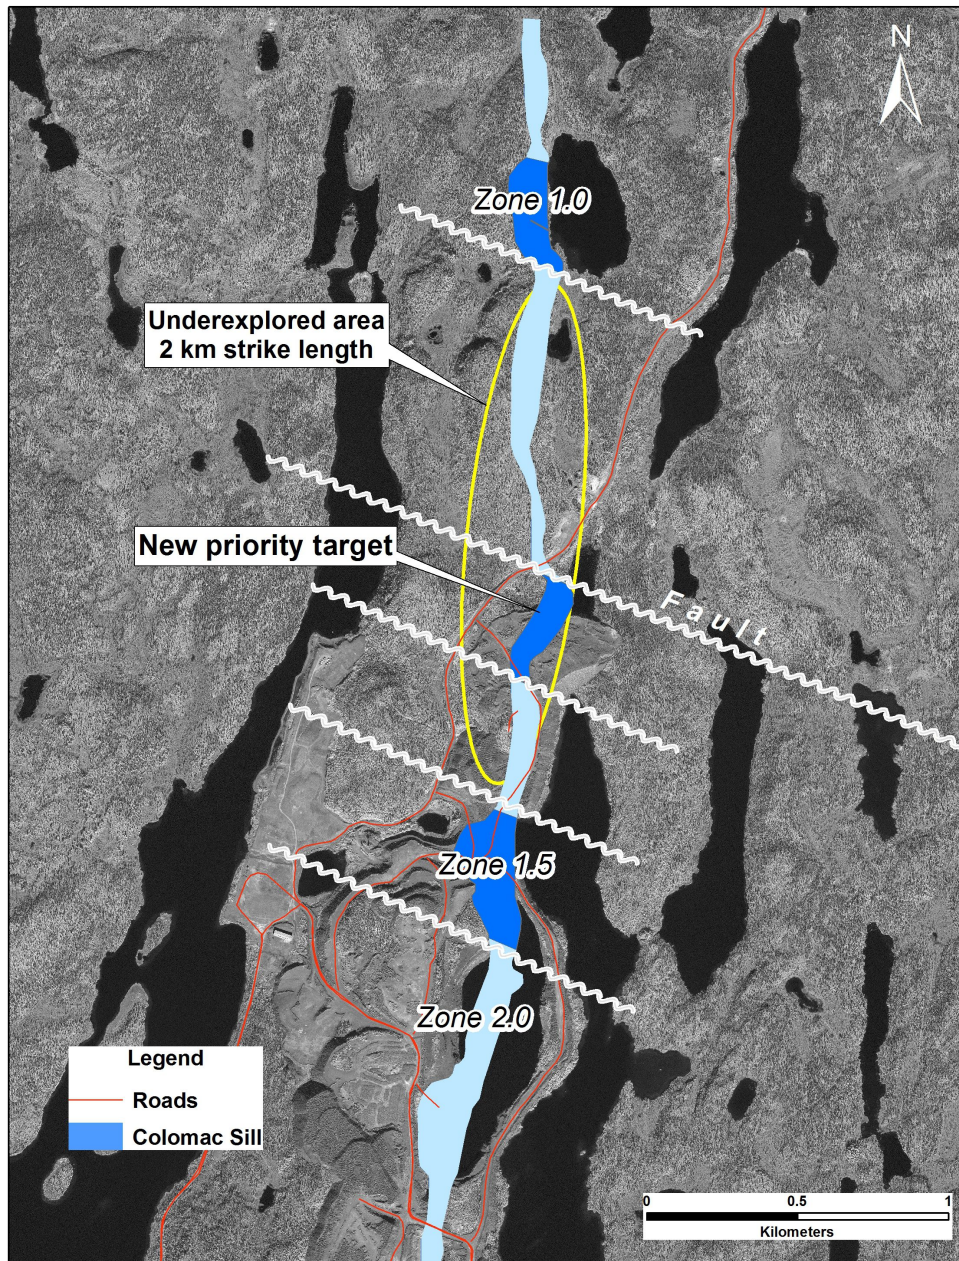 N
Zone 1.0
Underexplored area
2 km strike length
New priority target
Fault
Zone 1.5
Zone 2.0
Legend
Roads
Colomac Sill
0 0.5 1
Kilometers